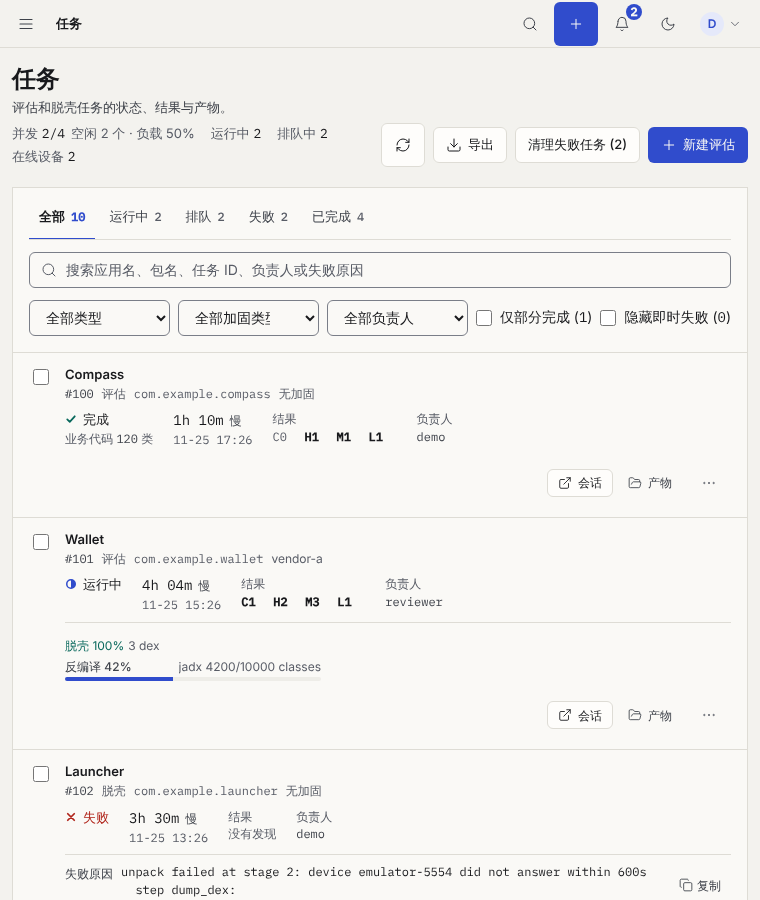 任务
2
D
任务
评估和脱壳任务的状态、结果与产物。
并发 2/4 空闲 2 个 · 负载 50% 运行中 2 排队中 2
在线设备 2
导出
清理失败任务 (2)
新建评估
全部 10 运行中 2 排队 2 失败 2 已完成 4
搜索应用名、包名、任务 ID、负责人或失败原因
全部类型 全部加固类 全部负责人 仅部分完成 (1) 隐藏即时失败 (0)
Compass
#100 评估 com.example.compass 无加固
完成 1h 10m 慢 结果 负责人
业务代码 120 类 11-25 17:26 C0 H1 M1 L1 demo
会话 产物 ···
Wallet
#101 评估 com.example.wallet vendor-a
运行中 4h 04m 慢 结果 负责人
11-25 15:26 C1 H2 M3 L1 reviewer
脱壳 100% 3 dex
反编译 42% jadx 4200/10000 classes
会话 产物 ···
Launcher
#102 脱壳 com.example.launcher 无加固
失败 3h 30m 慢 结果 负责人
11-25 13:26 没有发现 demo
失败原因 unpack failed at stage 2: device emulator-5554 did not answer within 600s
step dump_dex:
复制